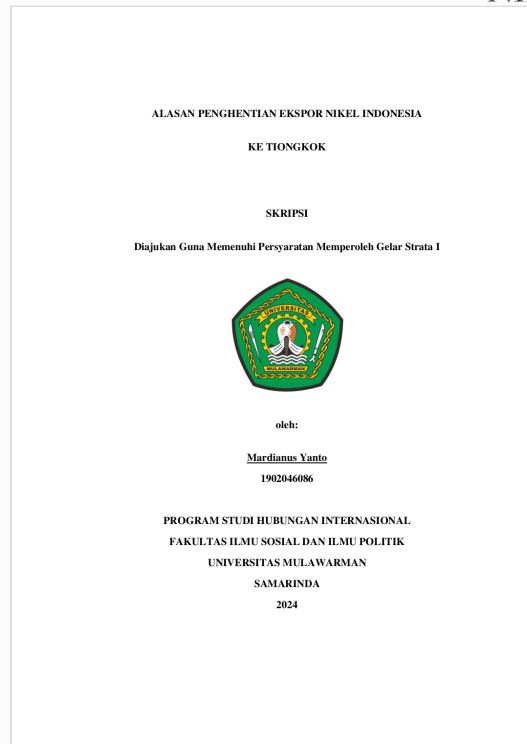 ALASAN PENGHENTIAN EKSPOR NIKEL INDONESIA
KE TIONGKOK
SKRIPSI
Diajukan Guna Memenuhi Persyaratan Memperoleh Gelar Strata I
UNIVERSITAS
MULAWARMAN
oleh:
Mardianus Yanto
1902046086
PROGRAM STUDI HUBUNGAN INTERNASIONAL
FAKULTAS ILMU SOSIAL DAN ILMU POLITIK
UNIVERSITAS MULAWARMAN
SAMARINDA
2024